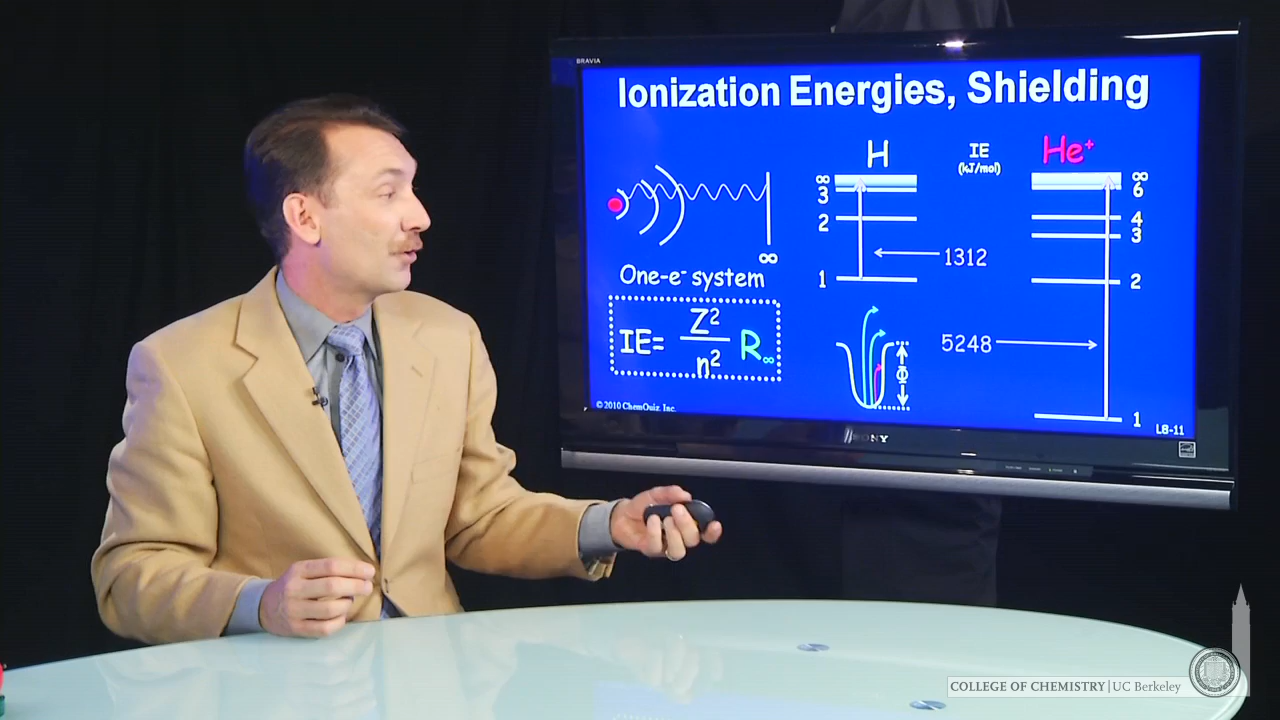 BRAVIA
Ionization Energies, Shielding
H
IE
(kJ/mol)
He⁺
∞
3
2
1
1312
∞
6
4
3
2
1
5248
∞
One-e⁻ system
IE= Z²/n² R∞
Φ
© 2010 ChemQuiz, Inc.
L8-11
SONY
COLLEGE OF CHEMISTRY | UC Berkeley